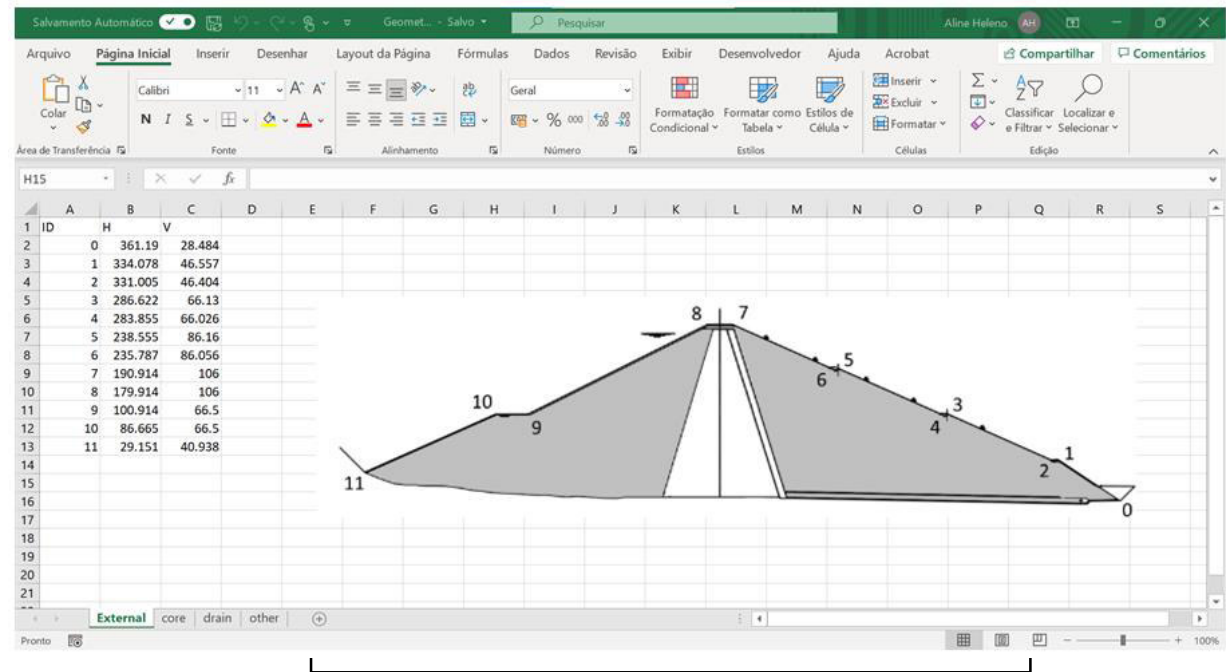 Salvamento Automático Geomet... - Salvo Pesquisar Aline Heleno AH
Arquivo Página Inicial Inserir Desenhar Layout da Página Fórmulas Dados Revisão Exibir Desenvolvedor Ajuda Acrobat Compartilhar Comentários
Colar Calibri 11 A A ab Geral Formatação Condicional Formatar como Tabela Estilos de Célula Inserir Σ Classificar e Filtrar Localizar e Selecionar
N I S A % 000 Excluir
Formatar
Área de Transferência Fonte Alinhamento Número Estilos Células Edição
H15 fx
A B C D E F G H I J K L M N O P Q R S
1 ID H V
2 0 361.19 28.484
3 1 334.078 46.557
4 2 331.005 46.404
5 3 286.622 66.13
6 4 283.855 66.026
7 5 238.555 86.16
8 6 235.787 86.056
9 7 190.914 106
10 8 179.914 106
11 9 100.914 66.5
12 10 86.665 66.5
13 11 29.151 40.938
14
15
16
17
18
19
20
21
8 7
5
6
10 3
9 4
1
2
11
0
External core drain other
Pronto 100%